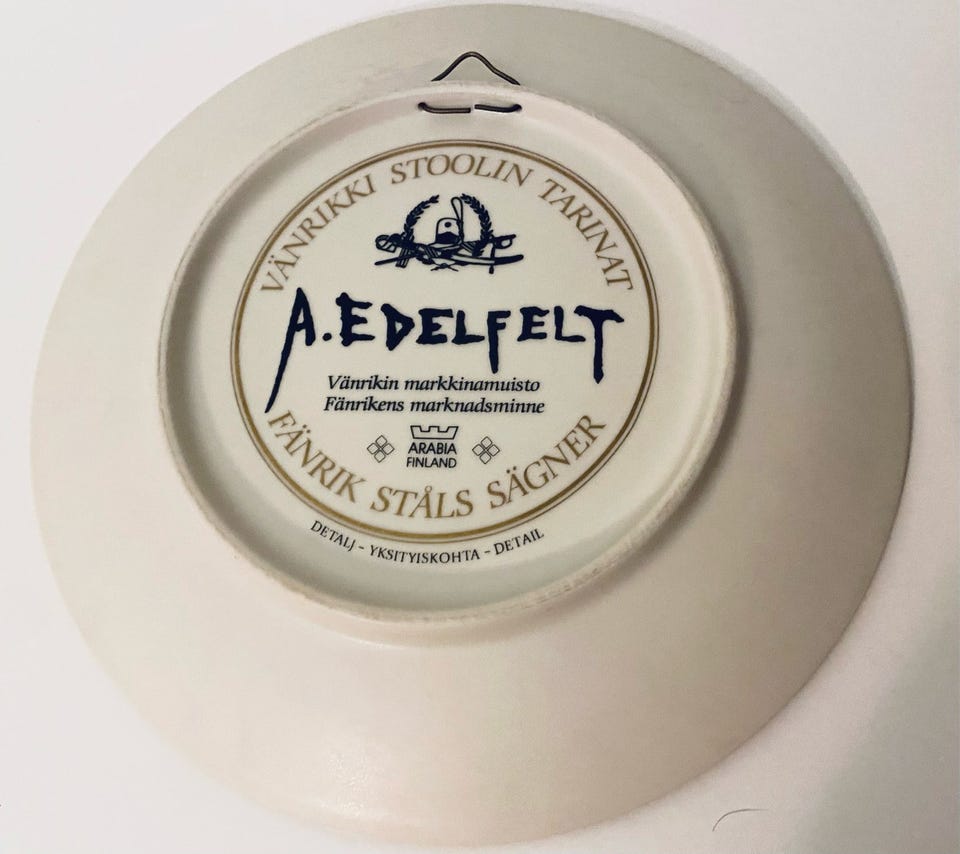 VÄNRIKKI STOOLIN TARINAT
A. EDELFELT
Vänrikin markkinamuisto
Fänrikens marknadsminne
ARABIA
FINLAND
FÄNRIK STÅLS SÄGNER
DETALJ - YKSITYISKOHTA - DETAIL